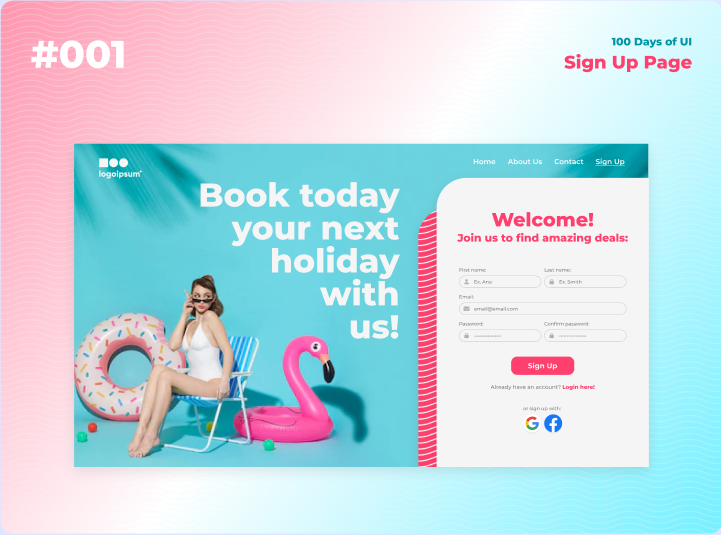 #001
100 Days of UI
Sign Up Page
logoipsum
Home About Us Contact Sign Up
Book today
your next
holiday
with
us!
Welcome!
Join us to find amazing deals:
First name: Last name:
Ex. Ana Ex. Smith
Email:
email@email.com
Password: Confirm password:
Sign Up
Already have an account? Login here!
or sign up with: